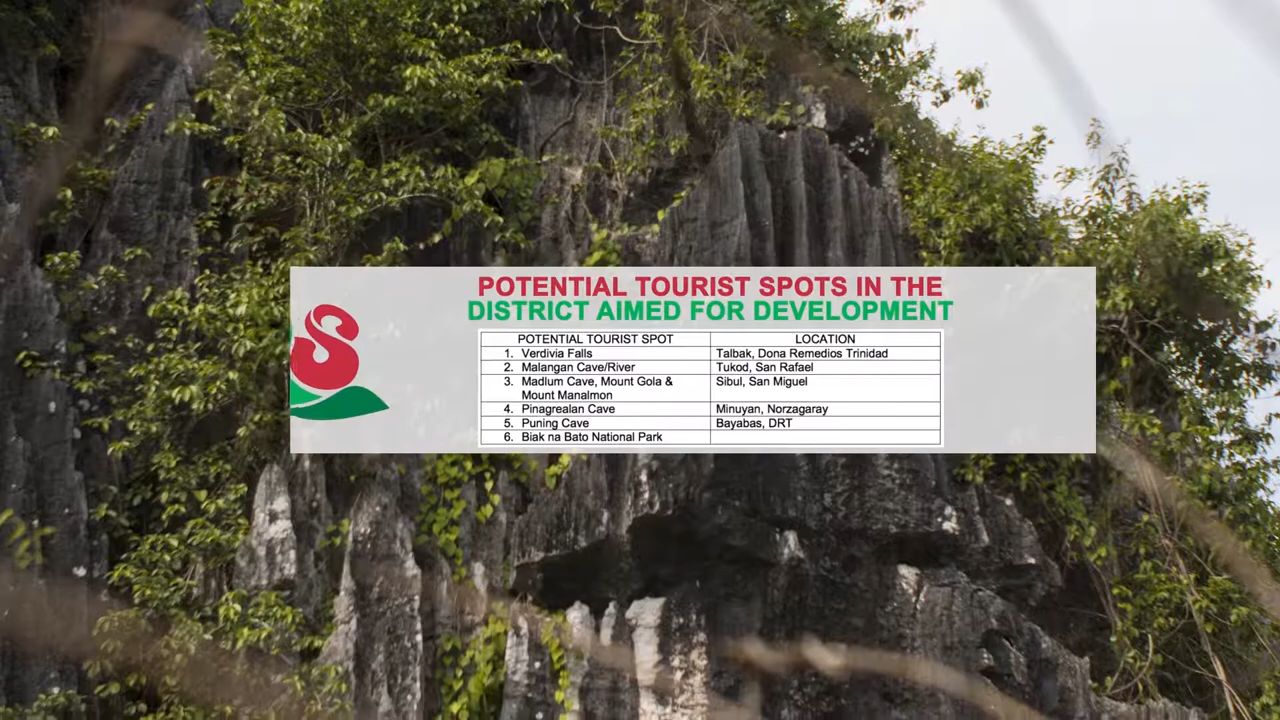 POTENTIAL TOURIST SPOTS IN THE
DISTRICT AIMED FOR DEVELOPMENT
POTENTIAL TOURIST SPOT LOCATION
1. Verdivia Falls Talbak, Dona Remedios Trinidad
2. Malangan Cave/River Tukod, San Rafael
3. Madlum Cave, Mount Gola & Sibul, San Miguel
Mount Manalmon
4. Pinagrealan Cave Minuyan, Norzagaray
5. Puning Cave Bayabas, DRT
6. Biak na Bato National Park